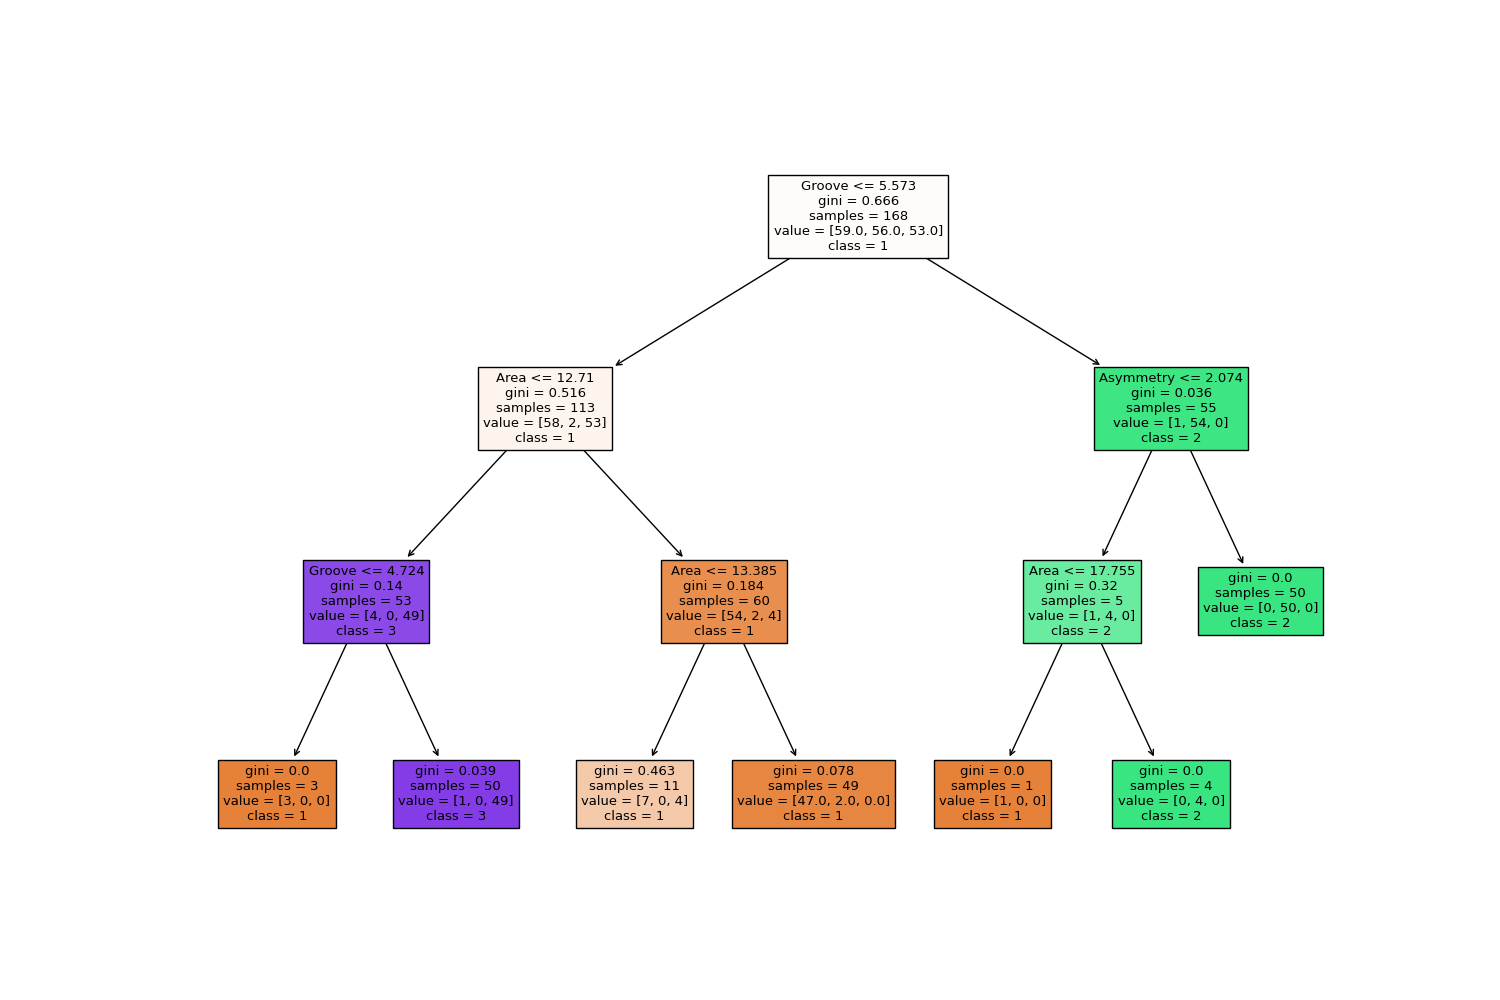 Groove <= 5.573
gini = 0.666
samples = 168
value = [59.0, 56.0, 53.0]
class = 1
Area <= 12.71
gini = 0.516
samples = 113
value = [58, 2, 53]
class = 1
Asymmetry <= 2.074
gini = 0.036
samples = 55
value = [1, 54, 0]
class = 2
Groove <= 4.724
gini = 0.14
samples = 53
value = [4, 0, 49]
class = 3
Area <= 13.385
gini = 0.184
samples = 60
value = [54, 2, 4]
class = 1
Area <= 17.755
gini = 0.32
samples = 5
value = [1, 4, 0]
class = 2
gini = 0.0
samples = 50
value = [0, 50, 0]
class = 2
gini = 0.0
samples = 3
value = [3, 0, 0]
class = 1
gini = 0.039
samples = 50
value = [1, 0, 49]
class = 3
gini = 0.463
samples = 11
value = [7, 0, 4]
class = 1
gini = 0.078
samples = 49
value = [47.0, 2.0, 0.0]
class = 1
gini = 0.0
samples = 1
value = [1, 0, 0]
class = 1
gini = 0.0
samples = 4
value = [0, 4, 0]
class = 2